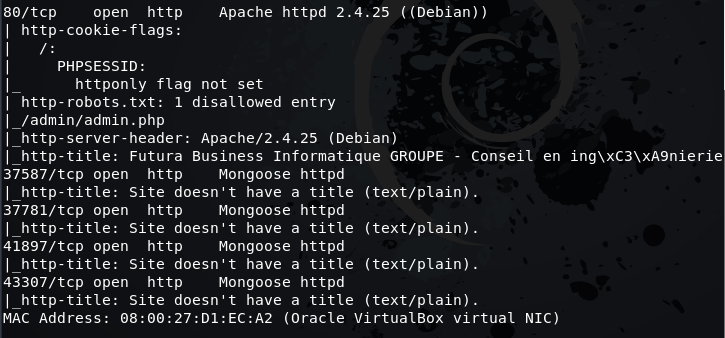 80/tcp    open  http    Apache httpd 2.4.25 ((Debian))
| http-cookie-flags:
|   /:
|     PHPSESSID:
|_      httponly flag not set
| http-robots.txt: 1 disallowed entry
|_/admin/admin.php
|_http-server-header: Apache/2.4.25 (Debian)
|_http-title: Futura Business Informatique GROUPE - Conseil en ing\xC3\xA9nierie
37587/tcp open  http    Mongoose httpd
|_http-title: Site doesn't have a title (text/plain).
37781/tcp open  http    Mongoose httpd
|_http-title: Site doesn't have a title (text/plain).
41897/tcp open  http    Mongoose httpd
|_http-title: Site doesn't have a title (text/plain).
43307/tcp open  http    Mongoose httpd
|_http-title: Site doesn't have a title (text/plain).
MAC Address: 08:00:27:D1:EC:A2 (Oracle VirtualBox virtual NIC)